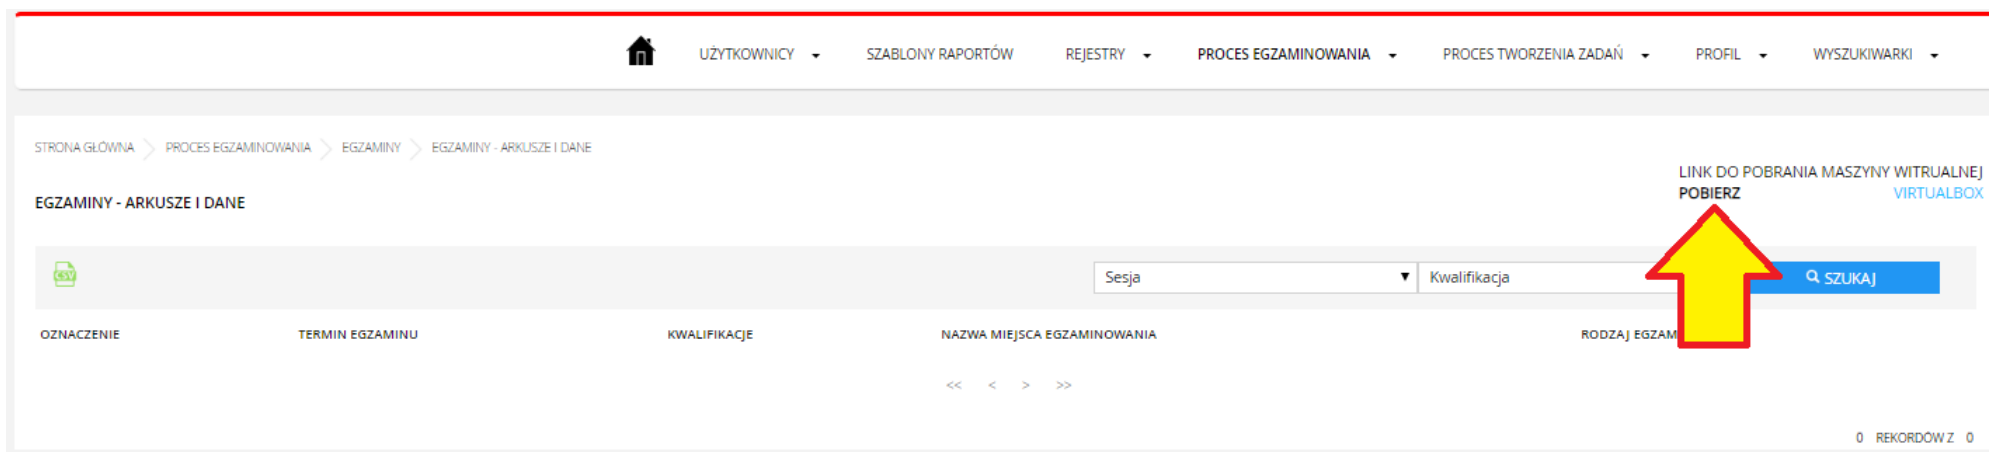 UŻYTKOWNICY SZABLONY RAPORTÓW REJESTRY PROCES EGZAMINOWANIA PROCES TWORZENIA ZADAŃ PROFIL WYSZUKIWARKI
STRONA GŁÓWNA PROCES EGZAMINOWANIA EGZAMINY EGZAMINY - ARKUSZE I DANE
LINK DO POBRANIA MASZYNY WITRUALNEJ
POBIERZ VIRTUALBOX
EGZAMINY - ARKUSZE I DANE
CSV Sesja Kwalifikacja SZUKAJ
OZNACZENIE TERMIN EGZAMINU KWALIFIKACJE NAZWA MIEJSCA EGZAMINOWANIA RODZAJ
<< < > >>
0 REKORDÓW Z 0